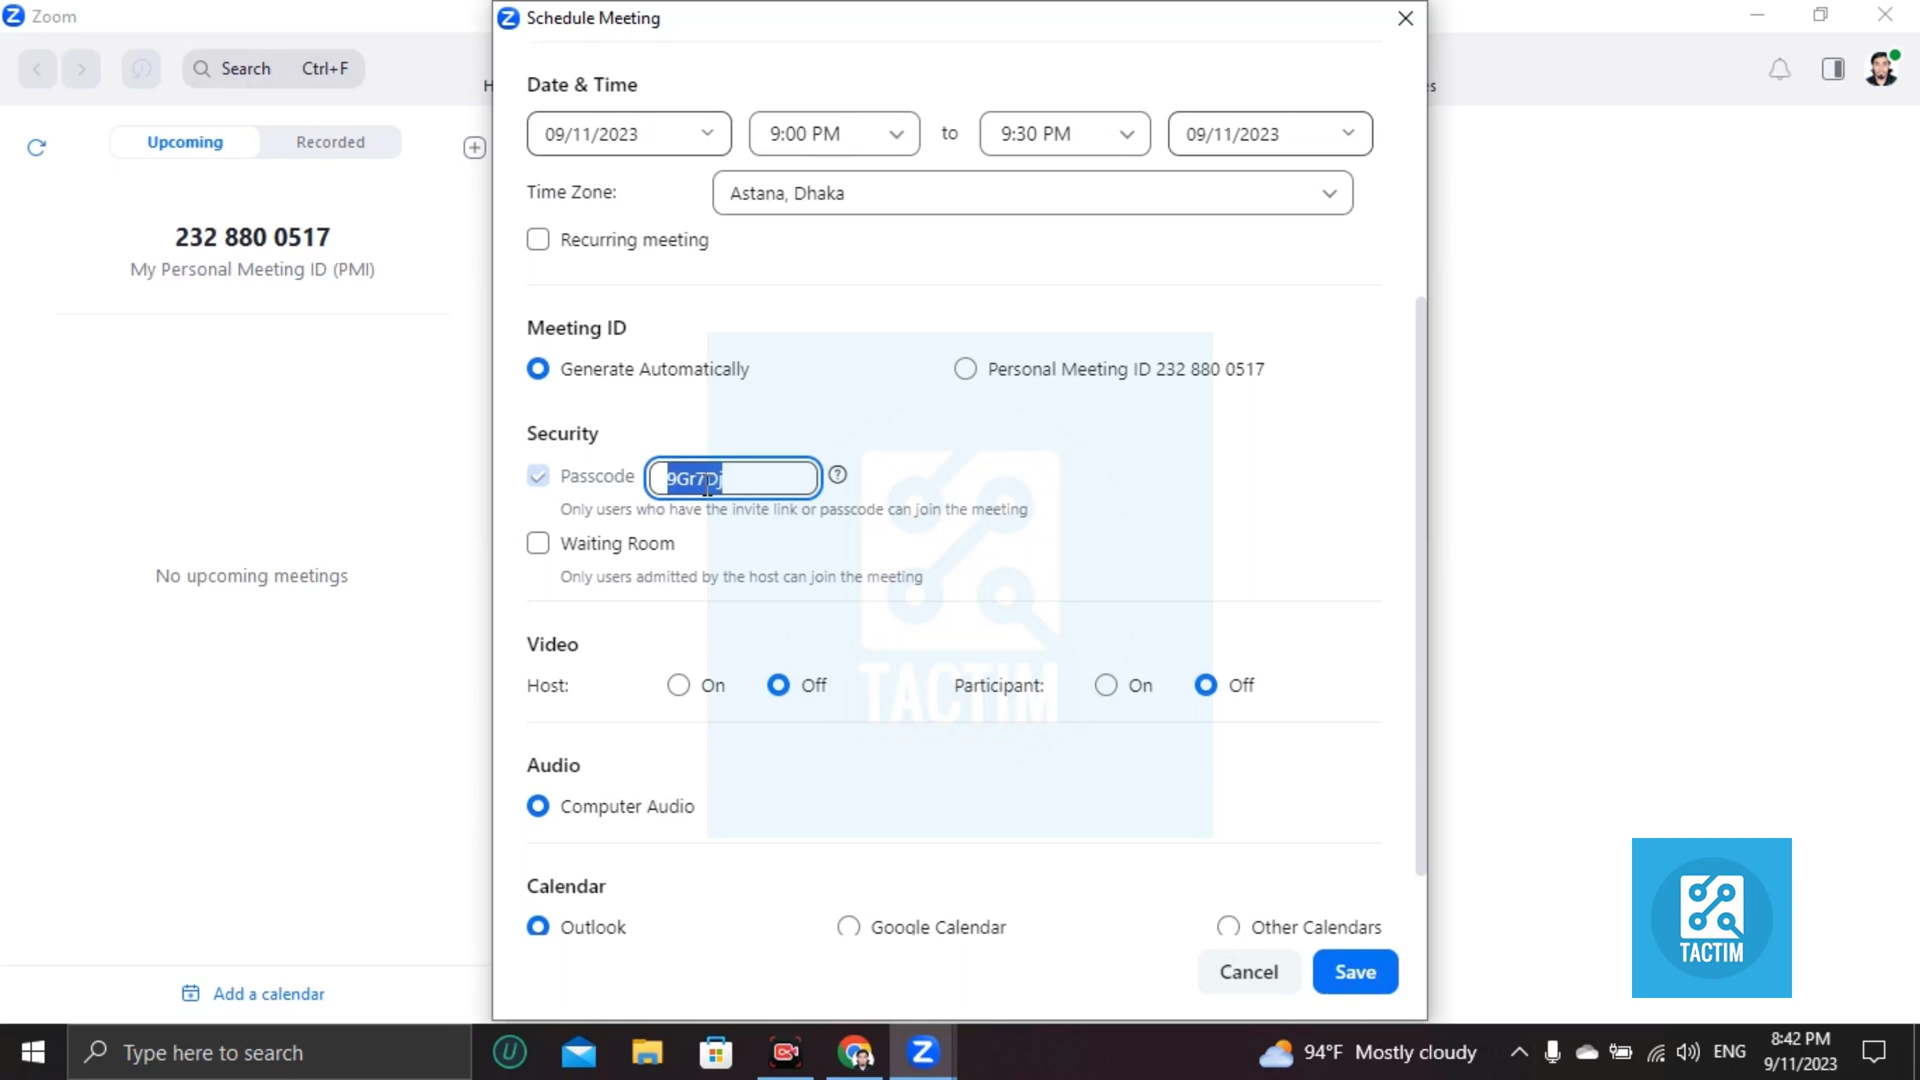 Zoom
Schedule Meeting
Search Ctrl+F
Date & Time
09/11/2023 9:00 PM to 9:30 PM 09/11/2023
Upcoming Recorded
Time Zone: Astana, Dhaka
232 880 0517
Recurring meeting
My Personal Meeting ID (PMI)
Meeting ID
Generate Automatically Personal Meeting ID 232 880 0517
Security
Passcode 9Gr7Dj
Only users who have the invite link or passcode can join the meeting
Waiting Room
No upcoming meetings
Only users admitted by the host can join the meeting
Video
Host: On Off Participant: On Off
TACTIM
Audio
Computer Audio
Calendar
Outlook Google Calendar Other Calendars
TACTIM
Cancel Save
Add a calendar
Type here to search
94°F Mostly cloudy ENG 8:42 PM
9/11/2023